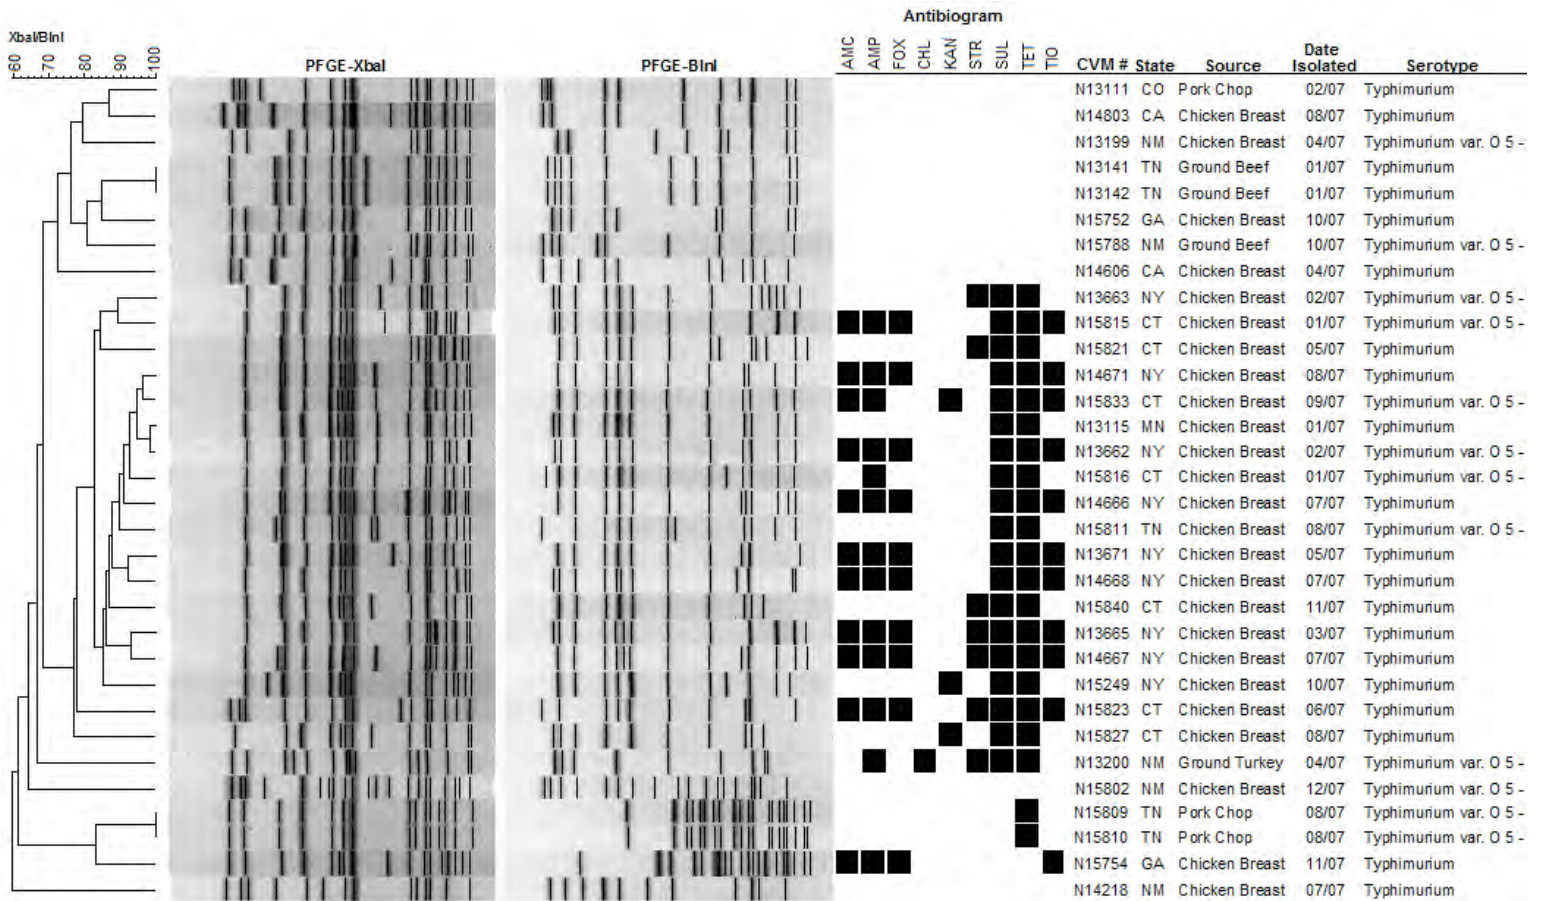 Antibiogram
XbaI/BlnI
60 70 80 90 100
PFGE-XbaI PFGE-BlnI AMC AMP FOX CHL KAN STR SUL TET TIO CVM # State Source Date Isolated Serotype
N13111 CO Pork Chop 02/07 Typhimurium
N14803 CA Chicken Breast 08/07 Typhimurium
N13199 NM Chicken Breast 04/07 Typhimurium var. O 5 -
N13141 TN Ground Beef 01/07 Typhimurium
N13142 TN Ground Beef 01/07 Typhimurium
N15752 GA Chicken Breast 10/07 Typhimurium
N15788 NM Ground Beef 10/07 Typhimurium var. O 5 -
N14606 CA Chicken Breast 04/07 Typhimurium
N13663 NY Chicken Breast 02/07 Typhimurium var. O 5 -
N15815 CT Chicken Breast 01/07 Typhimurium var. O 5 -
N15821 CT Chicken Breast 05/07 Typhimurium
N14671 NY Chicken Breast 08/07 Typhimurium
N15833 CT Chicken Breast 09/07 Typhimurium var. O 5 -
N13115 MN Chicken Breast 01/07 Typhimurium
N13662 NY Chicken Breast 02/07 Typhimurium var. O 5 -
N15816 CT Chicken Breast 01/07 Typhimurium var. O 5 -
N14666 NY Chicken Breast 07/07 Typhimurium
N15811 TN Chicken Breast 08/07 Typhimurium var. O 5 -
N13671 NY Chicken Breast 05/07 Typhimurium
N14668 NY Chicken Breast 07/07 Typhimurium
N15840 CT Chicken Breast 11/07 Typhimurium
N13665 NY Chicken Breast 03/07 Typhimurium
N14667 NY Chicken Breast 07/07 Typhimurium
N15249 NY Chicken Breast 10/07 Typhimurium
N15823 CT Chicken Breast 06/07 Typhimurium
N15827 CT Chicken Breast 08/07 Typhimurium
N13200 NM Ground Turkey 04/07 Typhimurium var. O 5 -
N15802 NM Chicken Breast 12/07 Typhimurium var. O 5 -
N15809 TN Pork Chop 08/07 Typhimurium var. O 5 -
N15810 TN Pork Chop 08/07 Typhimurium var. O 5 -
N15754 GA Chicken Breast 11/07 Typhimurium
N14218 NM Chicken Breast 07/07 Typhimurium